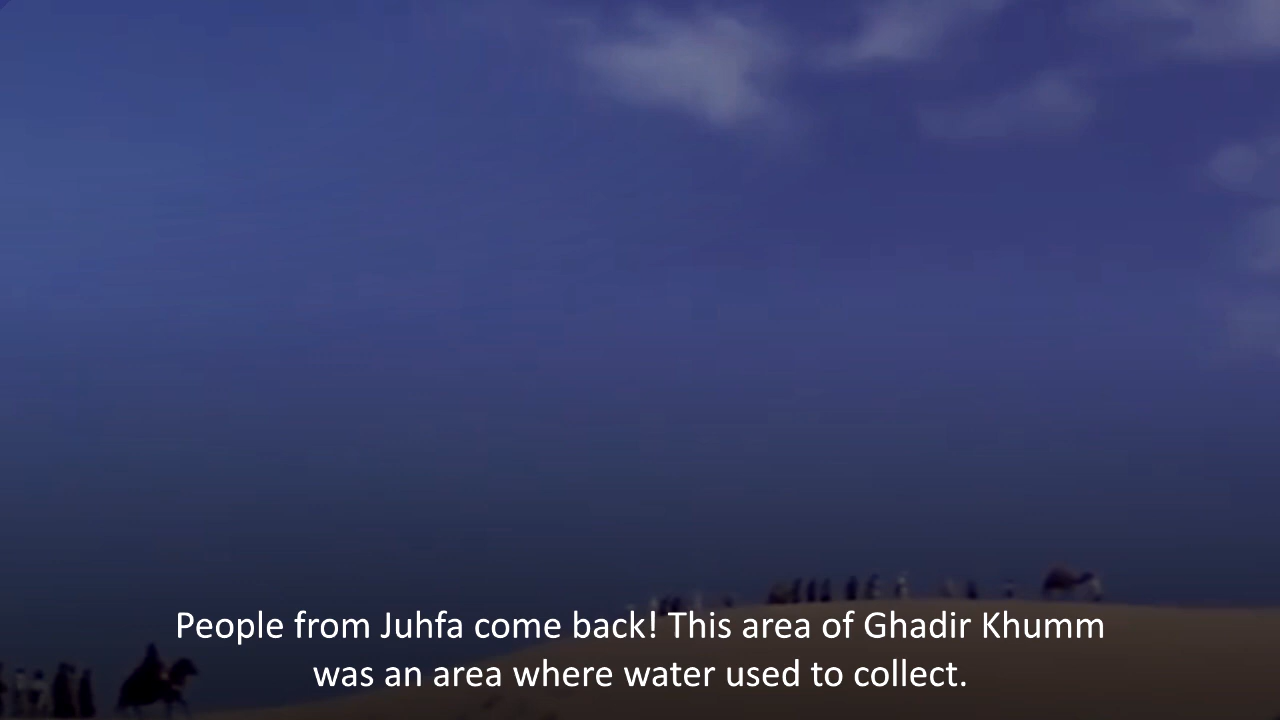 People from Juhfa come back! This area of Ghadir Khumm
was an area where water used to collect.